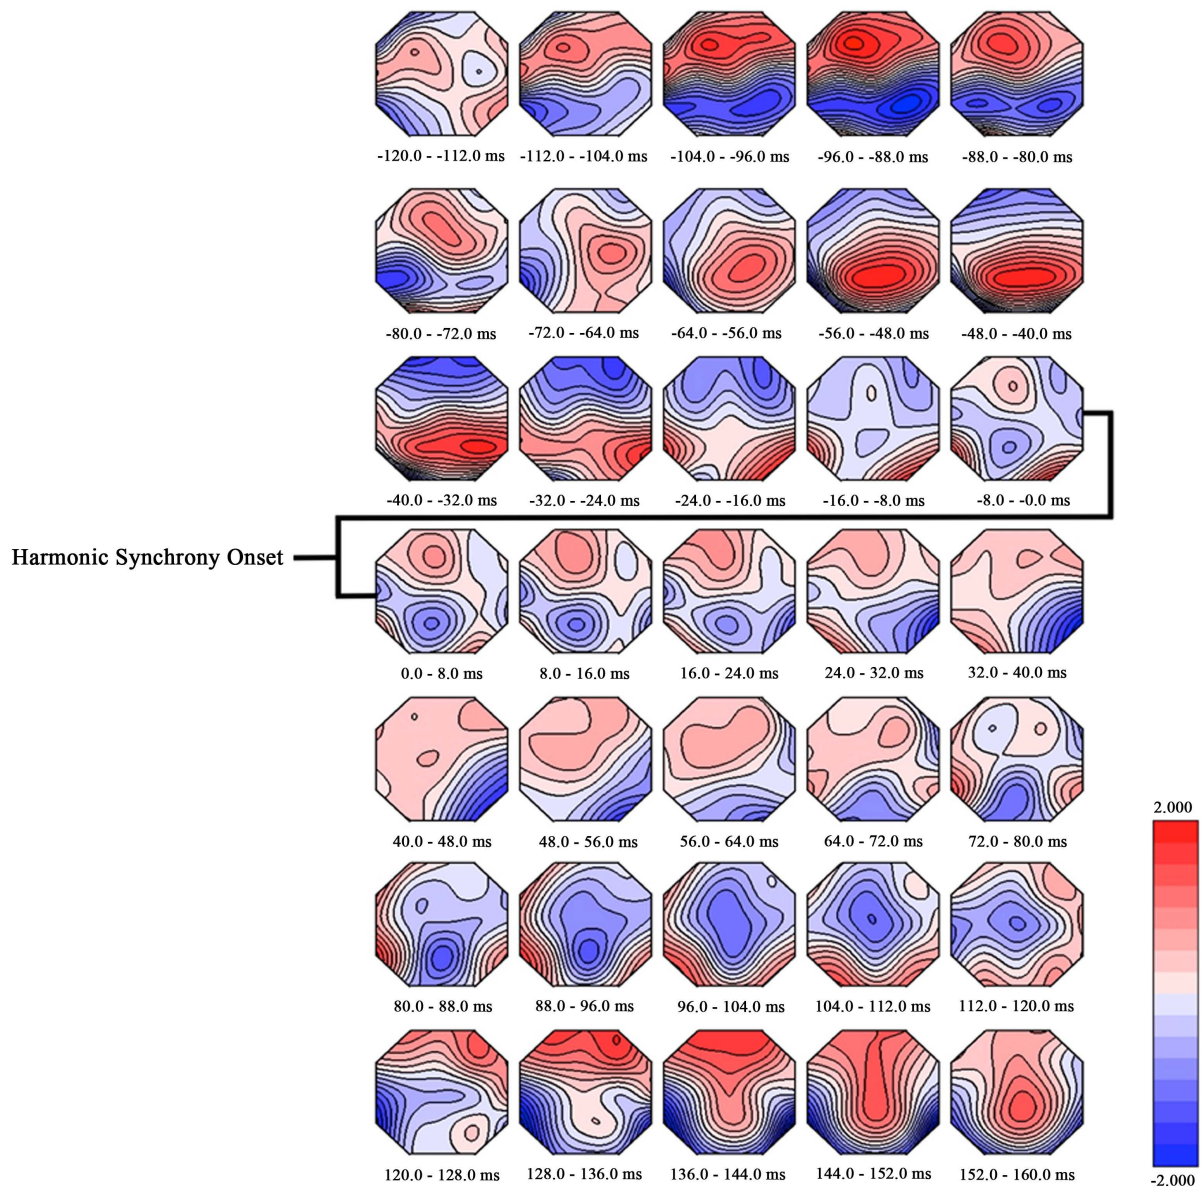 -120.0 - -112.0 ms -112.0 - -104.0 ms -104.0 - -96.0 ms -96.0 - -88.0 ms -88.0 - -80.0 ms
-80.0 - -72.0 ms -72.0 - -64.0 ms -64.0 - -56.0 ms -56.0 - -48.0 ms -48.0 - -40.0 ms
-40.0 - -32.0 ms -32.0 - -24.0 ms -24.0 - -16.0 ms -16.0 - -8.0 ms -8.0 - -0.0 ms
Harmonic Synchrony Onset
0.0 - 8.0 ms 8.0 - 16.0 ms 16.0 - 24.0 ms 24.0 - 32.0 ms 32.0 - 40.0 ms
2.000
40.0 - 48.0 ms 48.0 - 56.0 ms 56.0 - 64.0 ms 64.0 - 72.0 ms 72.0 - 80.0 ms
80.0 - 88.0 ms 88.0 - 96.0 ms 96.0 - 104.0 ms 104.0 - 112.0 ms 112.0 - 120.0 ms
120.0 - 128.0 ms 128.0 - 136.0 ms 136.0 - 144.0 ms 144.0 - 152.0 ms 152.0 - 160.0 ms
-2.000